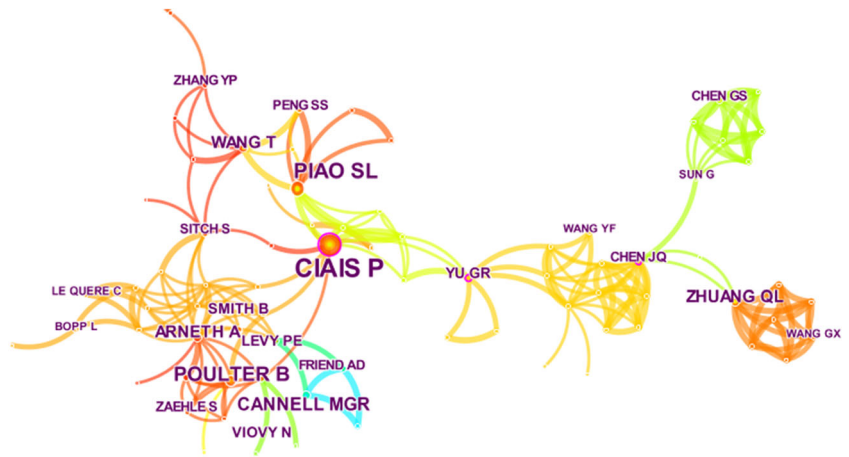 ZHANG YP
CHEN GS
PENG SS
WANG T
PIAO SL
SUN G
SITCH S
WANG YF
CHEN JQ
CIAIS P
YU GR
LE QUERE C
ZHUANG QL
SMITH B
BOPP L
ARNETH A
WANG GX
LEVY PE
FRIEND AD
POULTER B
ZAEHLE S
CANNELL MGR
VIOVY N